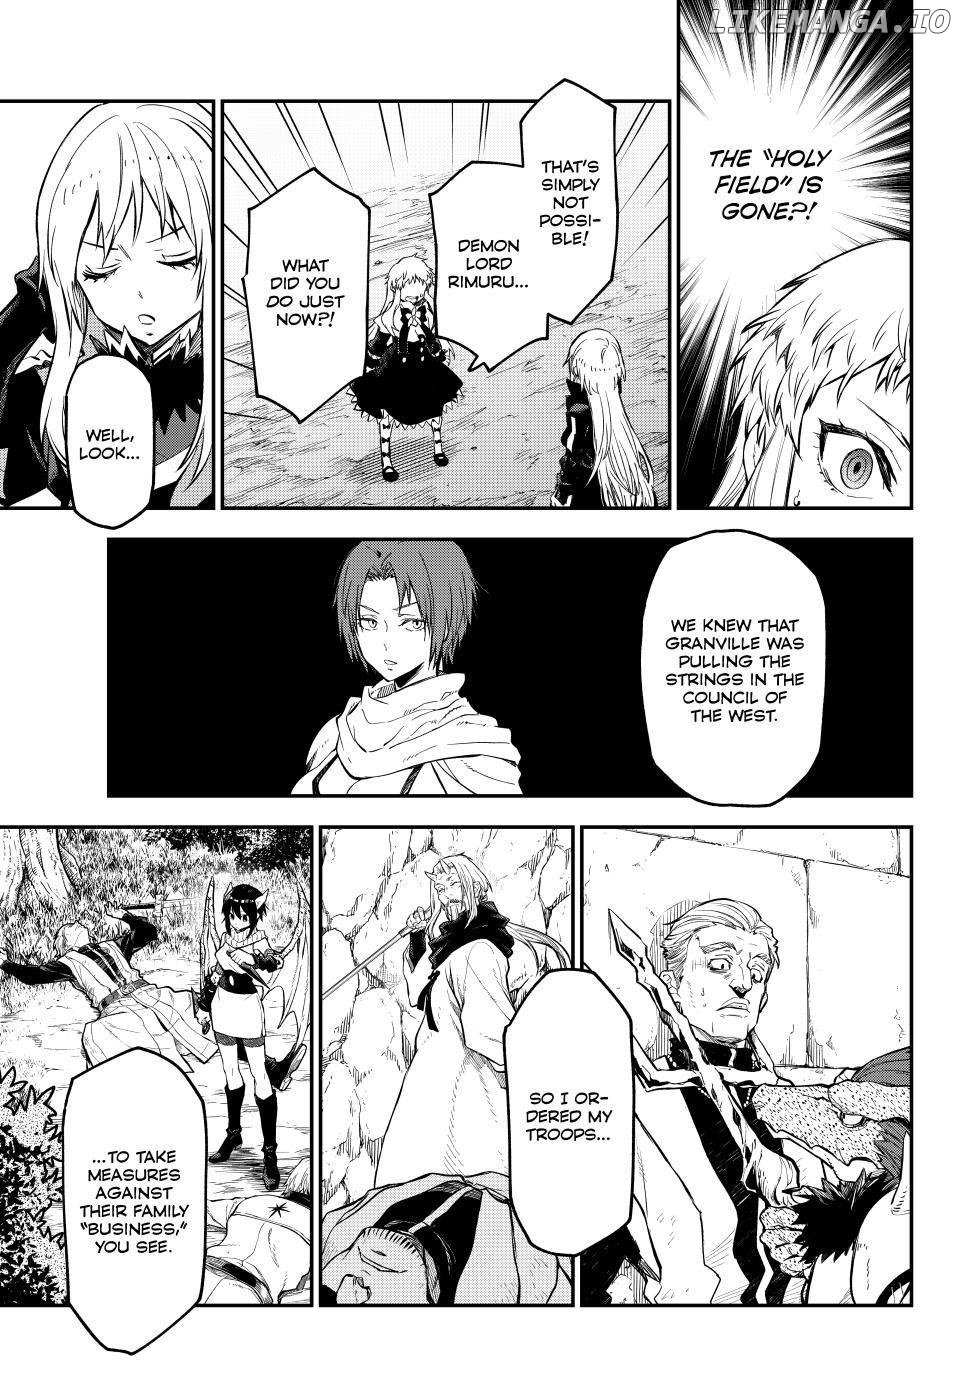 LIKEMANGA.IO
THE "HOLY
FIELD" IS
GONE?!
THAT'S
SIMPLY
NOT
POSSI-
BLE!
DEMON
LORD
RIMURU...
WHAT
DID YOU
DO JUST
NOW?!
WELL,
LOOK...
WE KNEW THAT
GRANVILLE WAS
PULLING THE
STRINGS IN THE
COUNCIL OF
THE WEST.
SO I OR-
DERED MY
TROOPS...
...TO TAKE
MEASURES
AGAINST
THEIR FAMILY
"BUSINESS,"
YOU SEE.